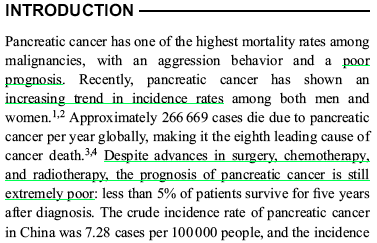 INTRODUCTION
Pancreatic cancer has one of the highest mortality rates among
malignancies, with an aggression behavior and a poor
prognosis. Recently, pancreatic cancer has shown an
increasing trend in incidence rates among both men and
women.1,2 Approximately 266 669 cases die due to pancreatic
cancer per year globally, making it the eighth leading cause of
cancer death.3,4 Despite advances in surgery, chemotherapy,
and radiotherapy, the prognosis of pancreatic cancer is still
extremely poor: less than 5% of patients survive for five years
after diagnosis. The crude incidence rate of pancreatic cancer
in China was 7.28 cases per 100 000 people, and the incidence